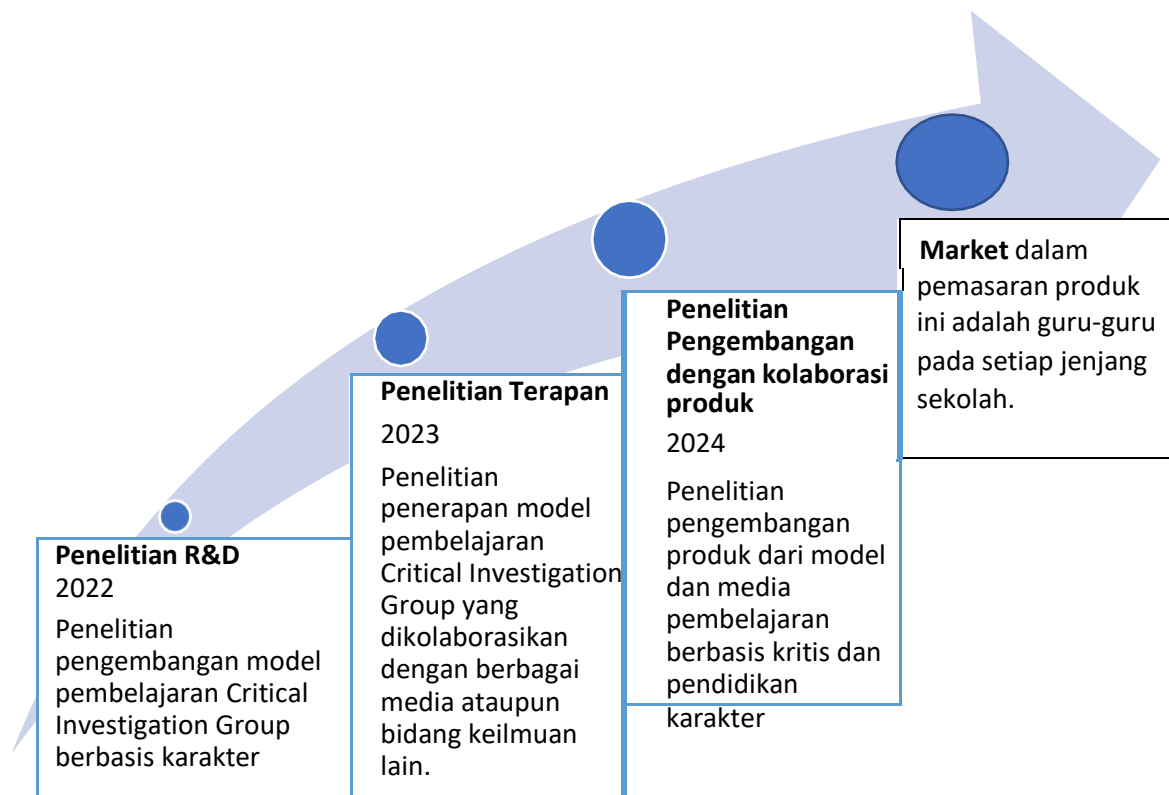 Penelitian R&D
2022
Penelitian
pengembangan model
pembelajaran Critical
Investigation Group
berbasis karakter
Penelitian Terapan
2023
Penelitian
penerapan model
pembelajaran
Critical Investigation
Group yang
dikolaborasikan
dengan berbagai
media ataupun
bidang keilmuan
lain.
Penelitian
Pengembangan
dengan kolaborasi
produk
2024
Penelitian
pengembangan
produk dari model
dan media
pembelajaran
berbasis kritis dan
pendidikan
karakter
Market dalam
pemasaran produk
ini adalah guru-guru
pada setiap jenjang
sekolah.